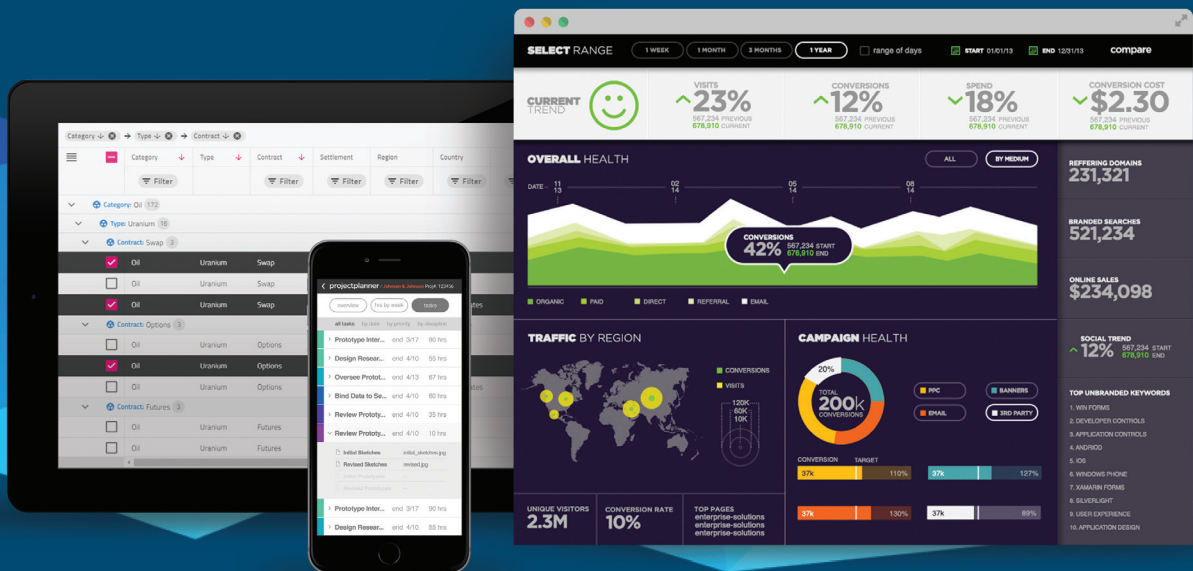 Category ↓ → Type ↓ → Contract ↓
Category Type Contract Settlement Region Country
Filter Filter Filter Filter Filter
Category: Oil 172
Type: Uranium 16
Contract: Swap 3
Oil Uranium Swap
Oil Uranium Swap
Oil Uranium Swap
Contract: Options 3
Oil Uranium Options
Oil Uranium Options
Oil Uranium Options
Contract: Futures 3
Oil Uranium Futures
Oil Uranium Futures
projectplanner / Johnson & Johnson Proj# 123456
overview hrs by week tasks
all tasks by date by priority by discipline
Prototype Inter... end 3/17 90 hrs
Design Resear... end 4/10 55 hrs
Oversee Protot... end 4/13 67 hrs
Bind Data to Se... end 4/10 60 hrs
Review Prototy... end 4/10 35 hrs
Review Prototy... end 4/10 10 hrs
Initial Sketches initial_sketches.jpg
Revised Sketches revised.jpg
Prototype Inter... end 3/17 90 hrs
Design Resear... end 4/10 55 hrs
SELECT RANGE 1 WEEK 1 MONTH 3 MONTHS 1 YEAR range of days START 01/01/13 END 12/31/13 compare
CURRENT TREND
VISITS
23%
567,234 PREVIOUS
678,910 CURRENT
CONVERSIONS
12%
567,234 PREVIOUS
678,910 CURRENT
SPEND
18%
567,234 PREVIOUS
678,910 CURRENT
CONVERSION COST
$2.30
567,234 PREVIOUS
678,910 CURRENT
OVERALL HEALTH ALL BY MEDIUM
DATE - 11 02 05 08
13 14 14 14
CONVERSIONS
42% 567,234 START
678,910 END
ORGANIC PAID DIRECT REFERRAL EMAIL
TRAFFIC BY REGION
CONVERSIONS
VISITS
120K
60K
10K
UNIQUE VISITORS
2.3M
CONVERSION RATE
10%
TOP PAGES
enterprise-solutions
enterprise-solutions
enterprise-solutions
CAMPAIGN HEALTH
20%
TOTAL
200K
CONVERSIONS
PPC BANNERS
EMAIL 3RD PARTY
CONVERSION TARGET
37k 110% 37k 127%
37k 130% 37k 89%
REFFERING DOMAINS
231,321
BRANDED SEARCHES
521,234
ONLINE SALES
$234,098
SOCIAL TREND
12% 567,234 START
678,910 END
TOP UNBRANDED KEYWORDS
1. WIN FORMS
2. DEVELOPER CONTROLS
3. APPLICATION CONTROLS
4. ANDRIOD
5. IOS
6. WINDOWS PHONE
7. XAMARIN FORMS
8. SILVERLIGHT
9. USER EXPERIENCE
10. APPLICATION DESIGN